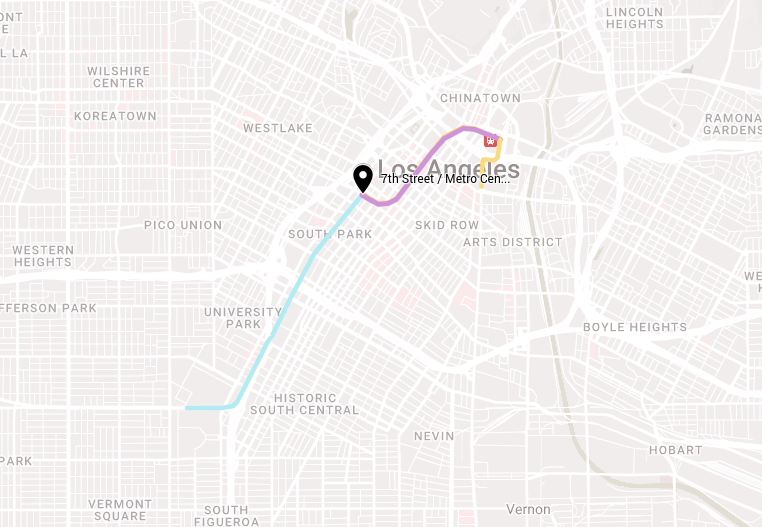 LINCOLN
HEIGHTS
ONT
E
L LA
WILSHIRE
CENTER
CHINATOWN
KOREATOWN
RAMONA
GARDENS
WESTLAKE
Los Angeles
7th Street / Metro Cen...
PICO UNION
SOUTH PARK
SKID ROW
ARTS DISTRICT
WESTERN
HEIGHTS
WE
H
FFERSON PARK
UNIVERSITY
PARK
BOYLE HEIGHTS
HISTORIC
SOUTH CENTRAL
NEVIN
HOBART
PARK
VERMONT
SQUARE
SOUTH
FIGUEROA
Vernon